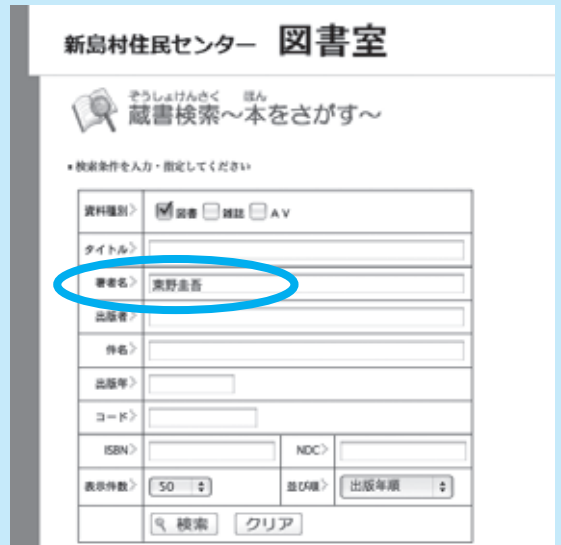 新島村住民センター 図書室
ぞうしょけんさく ほん
蔵書検索～本をさがす～
▪検索条件を入力・指定してください
資料種別〉 図書 雑誌 AV
タイトル〉
著者名〉 東野圭吾
出版者〉
件名〉
出版年〉
コード〉
ISBN〉 NDC〉
表示件数〉 50 並び順〉 出版年順
検索 クリア